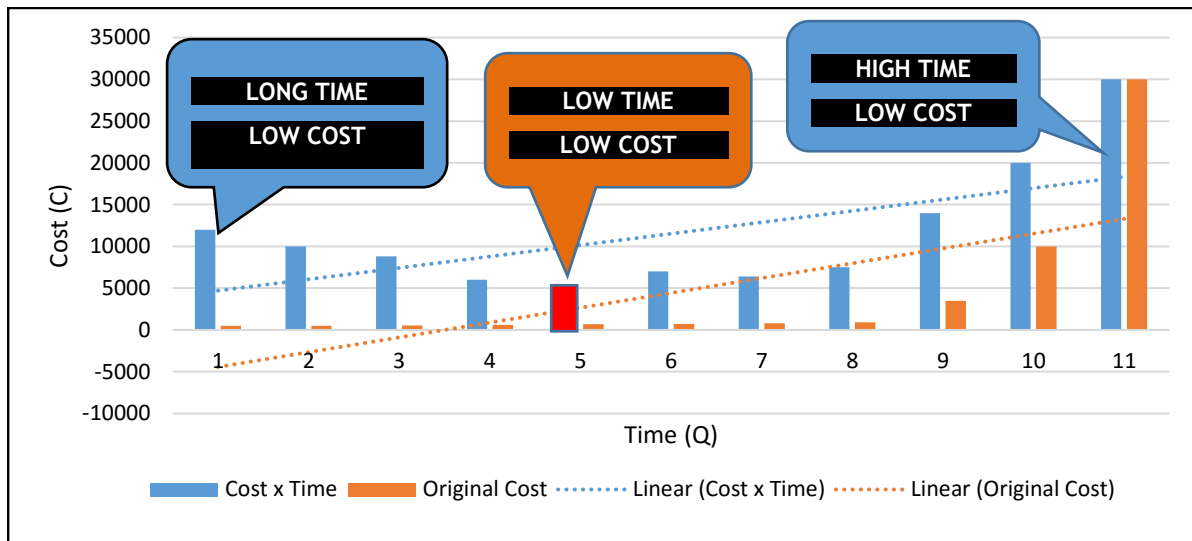 35000
30000
25000
20000
15000
10000
5000
0
-5000
-10000
Cost (C)
LONG TIME
LOW COST
LOW TIME
LOW COST
HIGH TIME
LOW COST
1 2 3 4 5 6 7 8 9 10 11
Time (Q)
Cost x Time Original Cost Linear (Cost x Time) Linear (Original Cost)